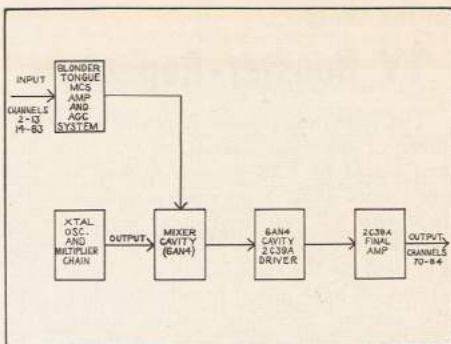 BLONDER
TONGUE
MCS
AMP
AND
AGC
SYSTEM
INPUT
CHANNELS
2-13
14-83
XTAL
OSC.
AND
MULTIPLIER
CHAIN
OUTPUT
MIXER
CAVITY
(6AN4)
6AN4
CAVITY
2C39A
DRIVER
2C39A
FINAL
AMP
OUTPUT
CHANNELS
70-84